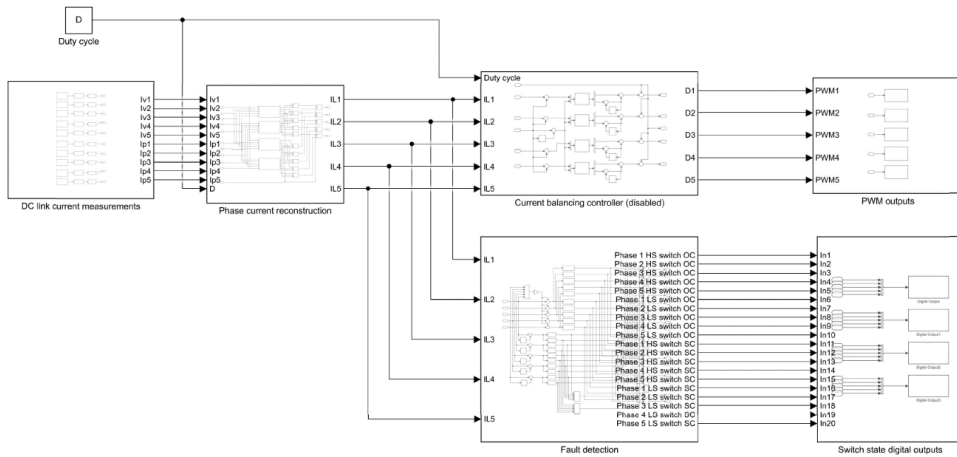 D
Duty cycle
Iv1
Iv2
Iv3
Iv4
Iv5
Ip1
Ip2
Ip3
Ip4
Ip5
DC link current measurements
Iv1
Iv2
Iv3
Iv4
Iv5
Ip1
Ip2
Ip3
Ip4
Ip5
D
IL1
IL2
IL3
IL4
IL5
Phase current reconstruction
Duty cycle
IL1
IL2
IL3
IL4
IL5
D1
D2
D3
D4
D5
Current balancing controller (disabled)
PWM1
PWM2
PWM3
PWM4
PWM5
PWM outputs
IL1
IL2
IL3
IL4
IL5
Phase 1 HS switch OC
Phase 2 HS switch OC
Phase 3 HS switch OC
Phase 4 HS switch OC
Phase 5 HS switch OC
Phase 1 LS switch OC
Phase 2 LS switch OC
Phase 3 LS switch OC
Phase 4 LS switch OC
Phase 5 LS switch OC
Phase 1 HS switch SC
Phase 2 HS switch SC
Phase 3 HS switch SC
Phase 4 HS switch SC
Phase 5 HS switch SC
Phase 1 LS switch SC
Phase 2 LS switch SC
Phase 3 LS switch SC
Phase 4 LS switch SC
Phase 5 LS switch SC
Fault detection
In1
In2
In3
In4
In5
In6
In7
In8
In9
In10
In11
In12
In13
In14
In15
In16
In17
In18
In19
In20
Digital Output
Digital Output1
Digital Output2
Digital Output3
Switch state digital outputs